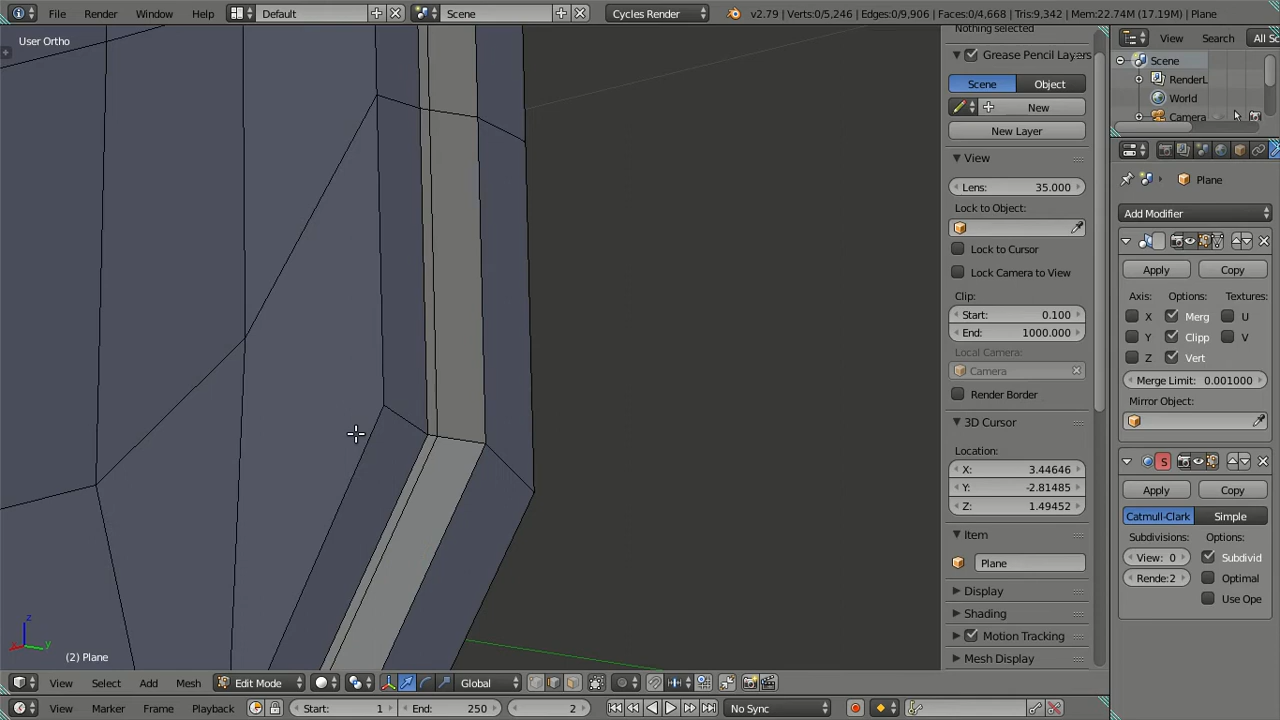 File Render Window Help Default Scene Cycles Render v2.79 | Verts:0/5,246 | Edges:0/9,906 | Faces:0/4,668 | Tris:9,342 | Mem:22.74M (17.19M) | Plane
User Ortho
Nothing selected
Grease Pencil Layers
Scene Object
New
New Layer
View
Lens: 35.000
Lock to Object:
Lock to Cursor
Lock Camera to View
Clip:
Start: 0.100
End: 1000.000
Local Camera:
Camera
Render Border
3D Cursor
Location:
X: 3.44646
Y: -2.81485
Z: 1.49452
Item
Plane
Display
Shading
Motion Tracking
Mesh Display
View Search All Sc
Scene
RenderL
World
Camera
Plane
Add Modifier
Apply Copy
Axis: Options: Textures:
X Merg U
Y Clipp V
Z Vert
Merge Limit: 0.001000
Mirror Object:
S
Apply Copy
Catmull-Clark Simple
Subdivisions: Options:
View: 0 Subdivid
Rende:2 Optimal
Use Ope
z
x y
(2) Plane
View Select Add Mesh Edit Mode Global
View Marker Frame Playback Start: 1 End: 250 2 No Sync